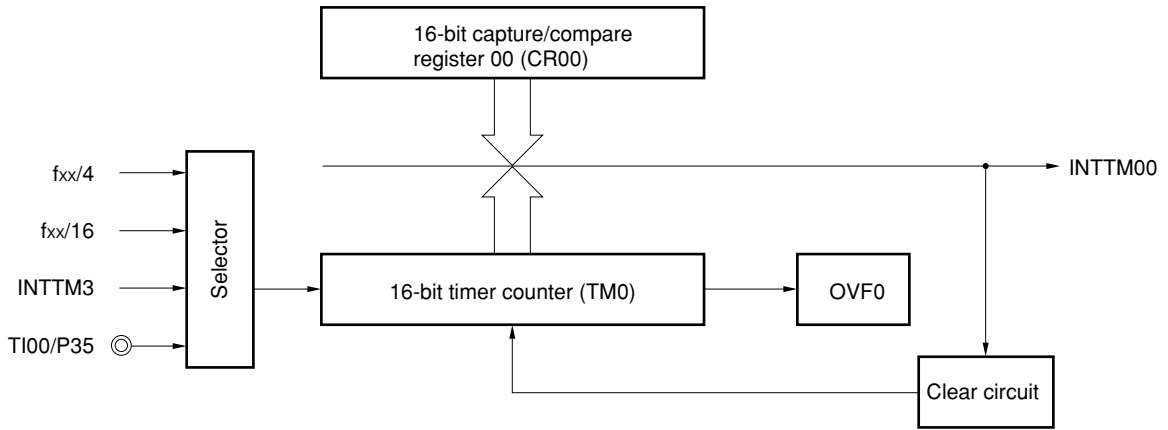 16-bit capture/compare
register 00 (CR00)
fxx/4
fxx/16
INTTM3
TI00/P35
Selector
16-bit timer counter (TM0)
OVF0
INTTM00
Clear circuit